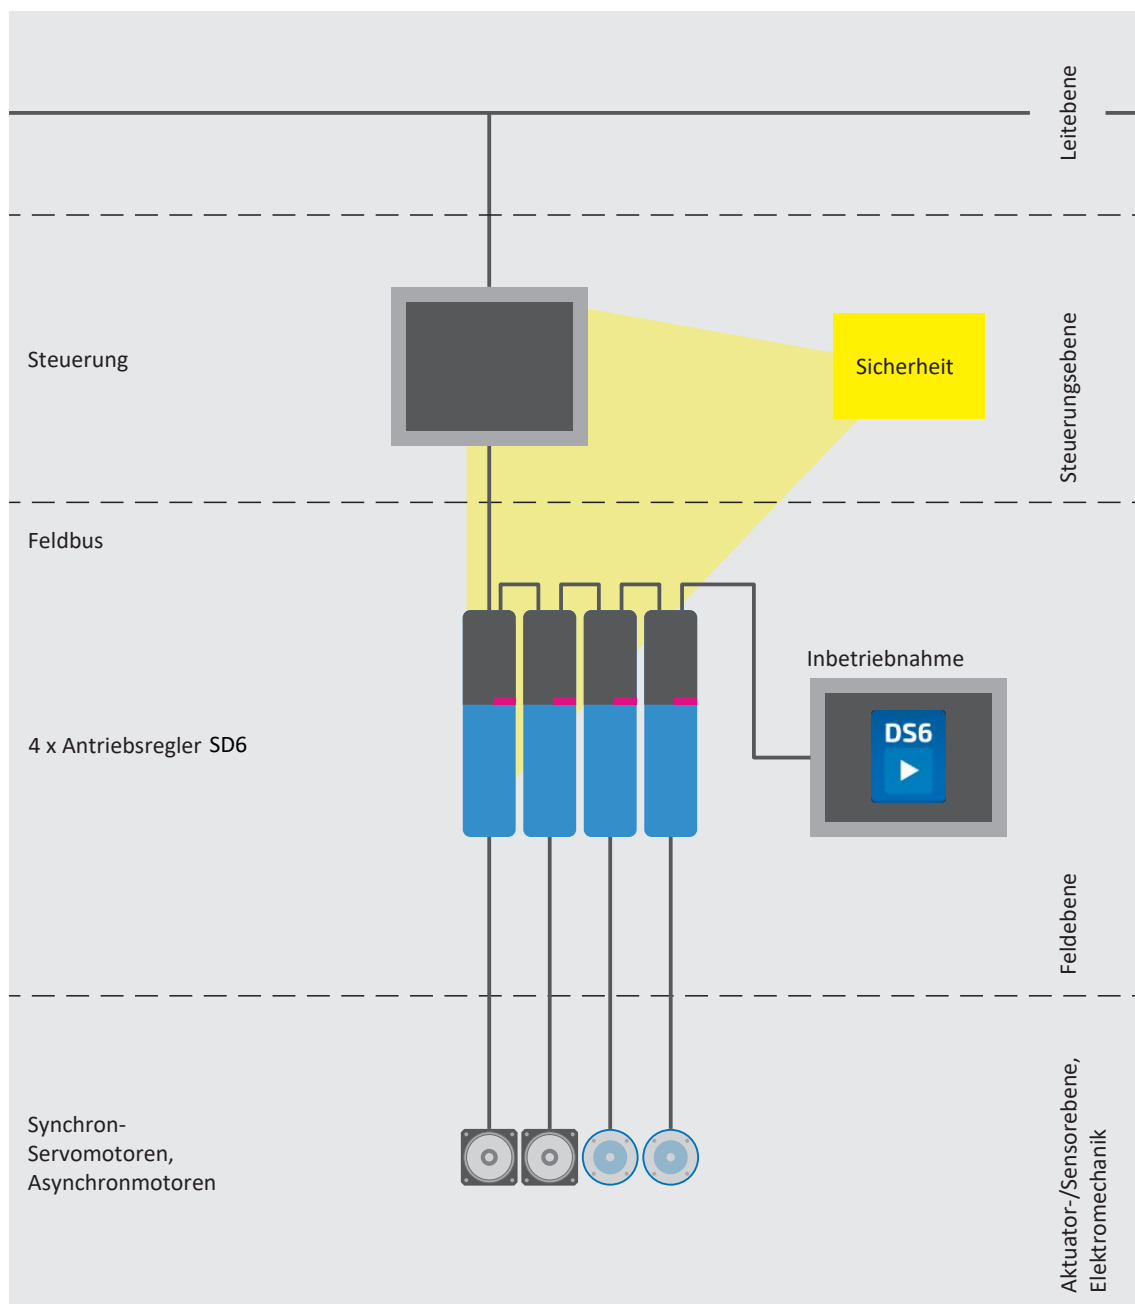 Leitebene
Steuerung
Sicherheit
Steuerungsebene
Feldbus
Inbetriebnahme
4 x Antriebsregler SD6
DS6
Feldebene
Synchron-
Servomotoren,
Asynchronmotoren
Aktuator-/Sensorebene,
Elektromechanik